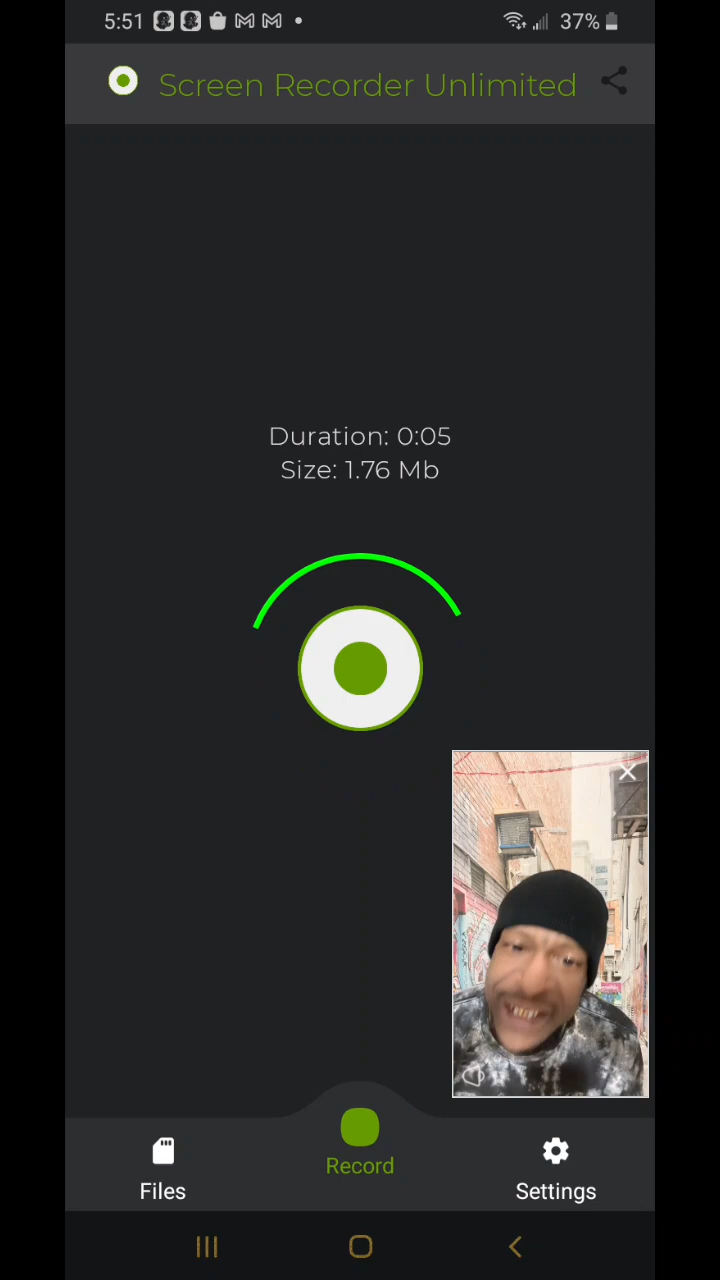 5:51
37%
Screen Recorder Unlimited
Duration: 0:05
Size: 1.76 Mb
Files
Record
Settings